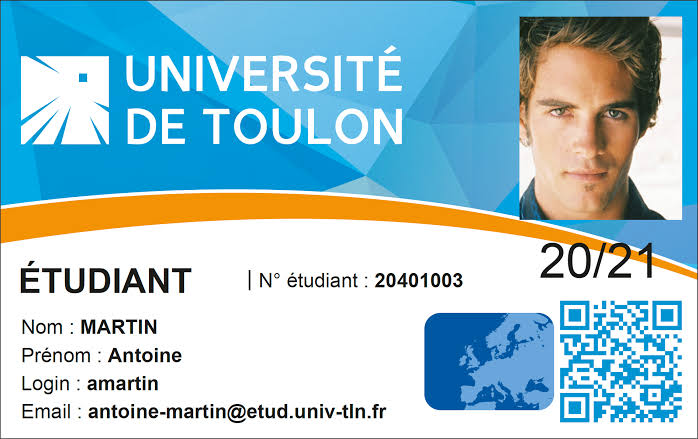 UNIVERSITÉ
DE TOULON
20/21
ÉTUDIANT | N° étudiant : 20401003
Nom : MARTIN
Prénom : Antoine
Login : amartin
Email : antoine-martin@etud.univ-tln.fr